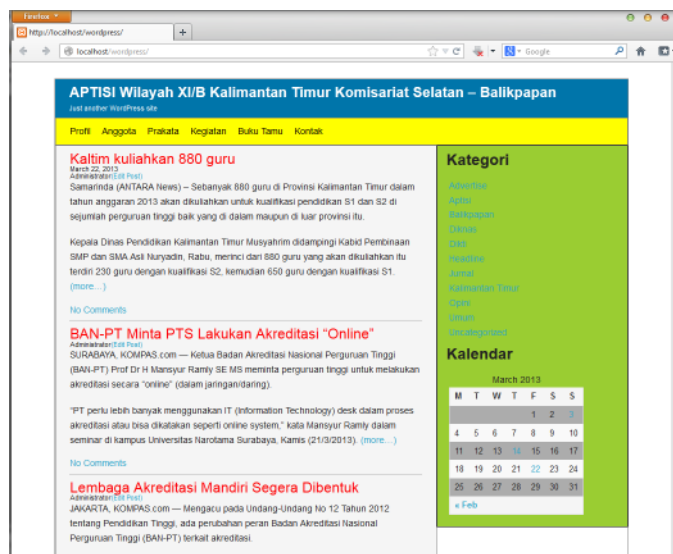 Firefox
http://localhost/wordpress/
localhost/wordpress/
Google
APTISI Wilayah XI/B Kalimantan Timur Komisariat Selatan – Balikpapan
Just another WordPress site
Profil Anggota Prakata Kegiatan Buku Tamu Kontak
Kaltim kuliahkan 880 guru
March 22, 2013
Administrator(Edit Post)
Samarinda (ANTARA News) – Sebanyak 880 guru di Provinsi Kalimantan Timur dalam
tahun anggaran 2013 akan dikuliahkan untuk kualifikasi pendidikan S1 dan S2 di
sejumlah perguruan tinggi baik yang di dalam maupun di luar provinsi itu.
Kepala Dinas Pendidikan Kalimantan Timur Musyahrim didampingi Kabid Pembinaan
SMP dan SMA Asli Nuryadin, Rabu, merinci dari 880 guru yang akan dikuliahkan itu
terdiri 230 guru dengan kualifikasi S2, kemudian 650 guru dengan kualifikasi S1.
(more…)
No Comments
BAN-PT Minta PTS Lakukan Akreditasi “Online”
Administrator(Edit Post)
SURABAYA, KOMPAS.com — Ketua Badan Akreditasi Nasional Perguruan Tinggi
(BAN-PT) Prof Dr H Mansyur Ramly SE MS meminta perguruan tinggi untuk melakukan
akreditasi secara “online” (dalam jaringan/daring).
“PT perlu lebih banyak menggunakan IT (Information Technology) desk dalam proses
akreditasi atau bisa dikatakan seperti online system,” kata Mansyur Ramly dalam
seminar di kampus Universitas Narotama Surabaya, Kamis (21/3/2013). (more…)
No Comments
Lembaga Akreditasi Mandiri Segera Dibentuk
Administrator(Edit Post)
JAKARTA, KOMPAS.com — Mengacu pada Undang-Undang No 12 Tahun 2012
tentang Pendidikan Tinggi, ada perubahan peran Badan Akreditasi Nasional
Perguruan Tinggi (BAN-PT) terkait akreditasi.
Kategori
Advertise
Aptisi
Balikpapan
Diknas
Dikti
Headline
Jurnal
Kalimantan Timur
Opini
Umum
Uncategorized
Kalendar
March 2013
M T W T F S S
1 2 3
4 5 6 7 8 9 10
11 12 13 14 15 16 17
18 19 20 21 22 23 24
25 26 27 28 29 30 31
« Feb